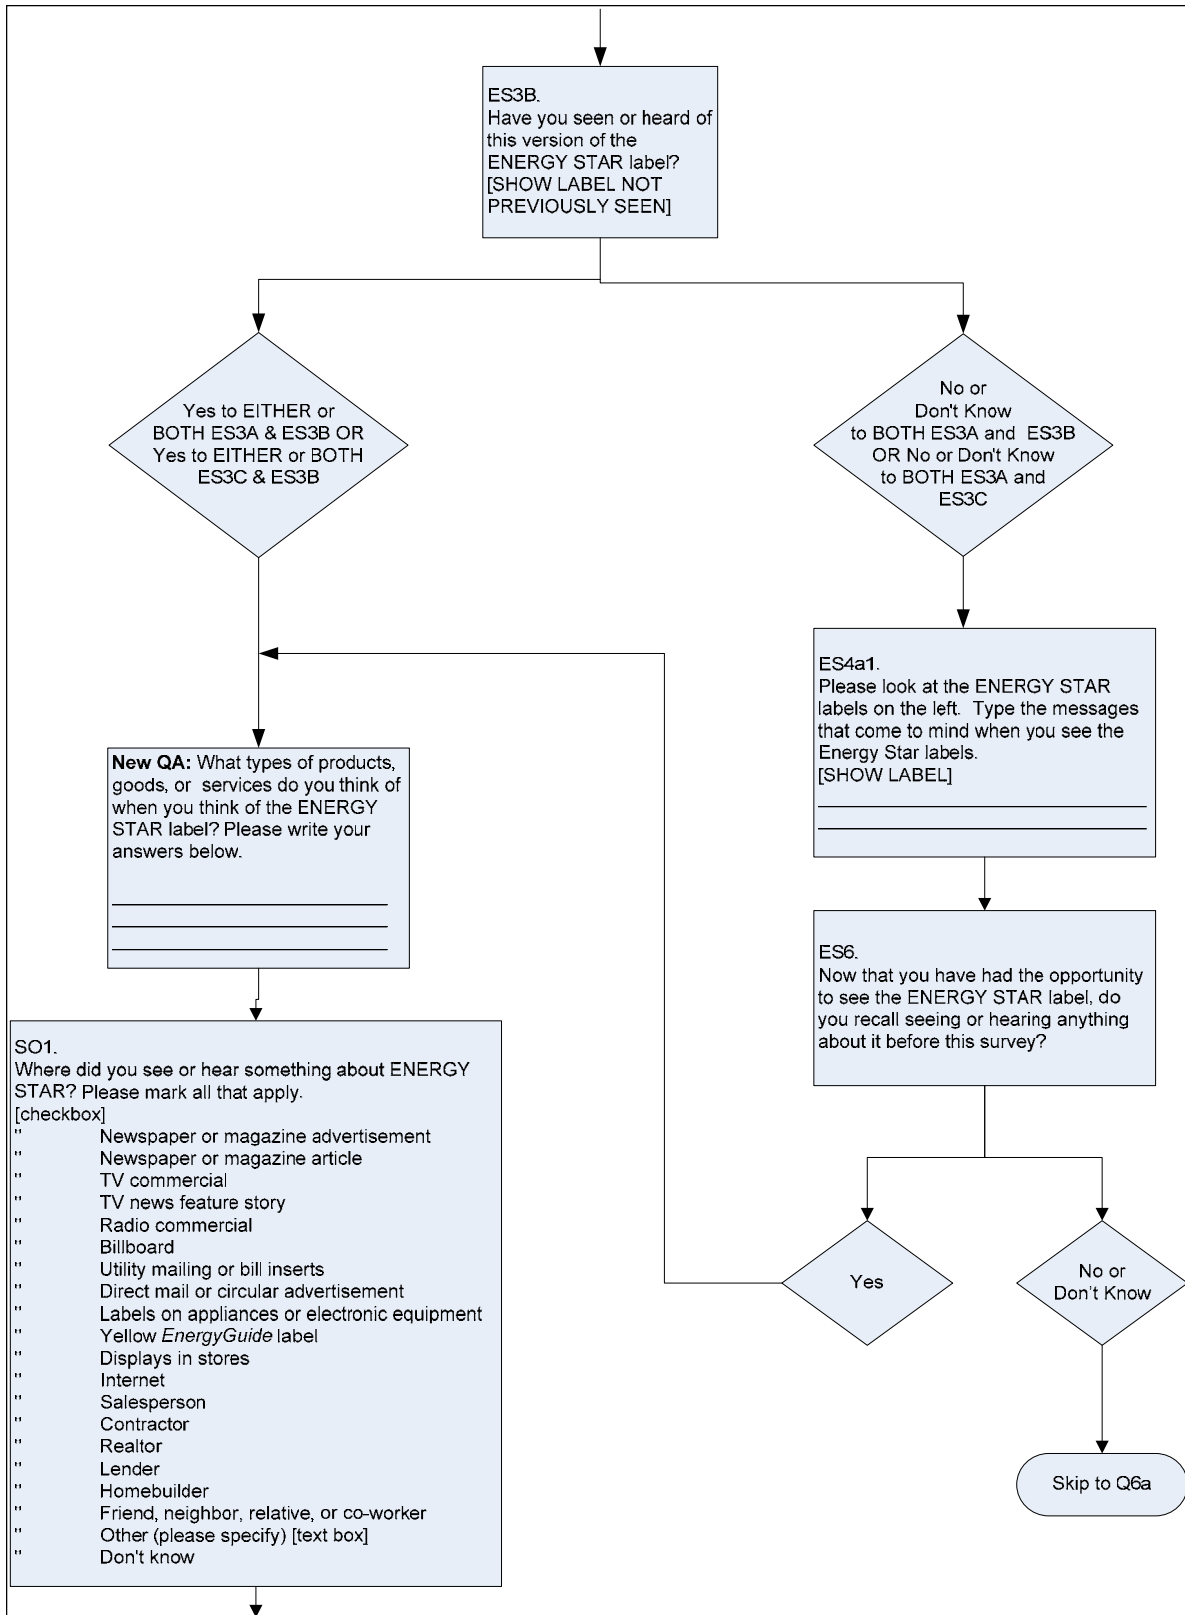 ES3B.
Have you seen or heard of
this version of the
ENERGY STAR label?
[SHOW LABEL NOT
PREVIOUSLY SEEN]
Yes to EITHER or
BOTH ES3A & ES3B OR
Yes to EITHER or BOTH
ES3C & ES3B
No or
Don't Know
to BOTH ES3A and ES3B
OR No or Don't Know
to BOTH ES3A and
ES3C
ES4a1.
Please look at the ENERGY STAR
labels on the left. Type the messages
that come to mind when you see the
Energy Star labels.
[SHOW LABEL]
New QA: What types of products,
goods, or services do you think of
when you think of the ENERGY
STAR label? Please write your
answers below.
ES6.
Now that you have had the opportunity
to see the ENERGY STAR label, do
you recall seeing or hearing anything
about it before this survey?
SO1.
Where did you see or hear something about ENERGY
STAR? Please mark all that apply.
[checkbox]
" Newspaper or magazine advertisement
" Newspaper or magazine article
" TV commercial
" TV news feature story
" Radio commercial
" Billboard
" Utility mailing or bill inserts
" Direct mail or circular advertisement
" Labels on appliances or electronic equipment
" Yellow EnergyGuide label
" Displays in stores
" Internet
" Salesperson
" Contractor
" Realtor
" Lender
" Homebuilder
" Friend, neighbor, relative, or co-worker
" Other (please specify) [text box]
" Don't know
Yes
No or
Don't Know
Skip to Q6a